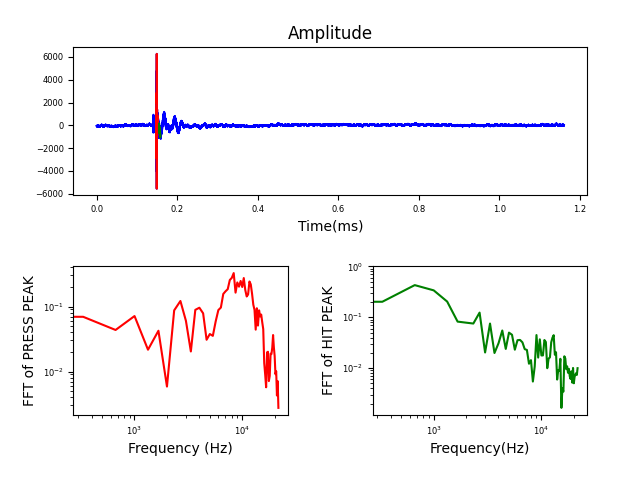 Amplitude
6000
4000
2000
0
−2000
−4000
−6000
0.0 0.2 0.4 0.6 0.8 1.0 1.2
Time(ms)
FFT of PRESS PEAK
10⁻¹
10⁻²
10³ 10⁴
Frequency (Hz)
FFT of HIT PEAK
10⁰
10⁻¹
10⁻²
10³ 10⁴
Frequency(Hz)